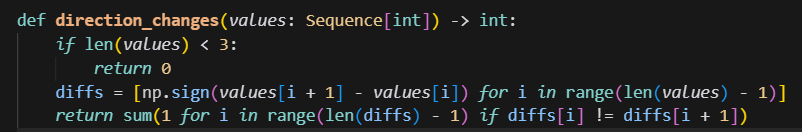 def direction_changes(values: Sequence[int]) -> int:
    if len(values) < 3:
        return 0
    diffs = [np.sign(values[i + 1] - values[i]) for i in range(len(values) - 1)]
    return sum(1 for i in range(len(diffs) - 1) if diffs[i] != diffs[i + 1])